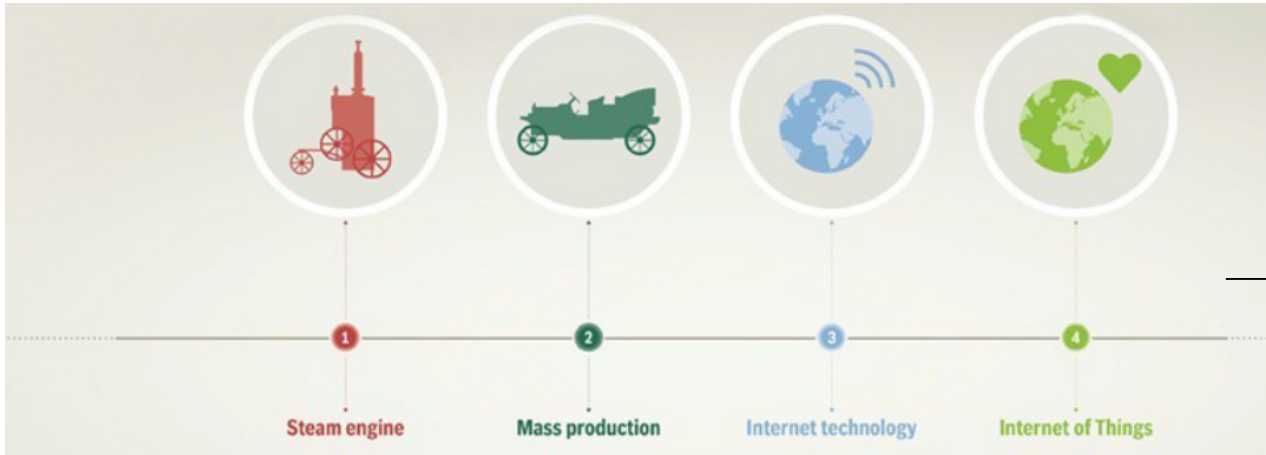 1
2
3
4
Steam engine
Mass production
Internet technology
Internet of Things